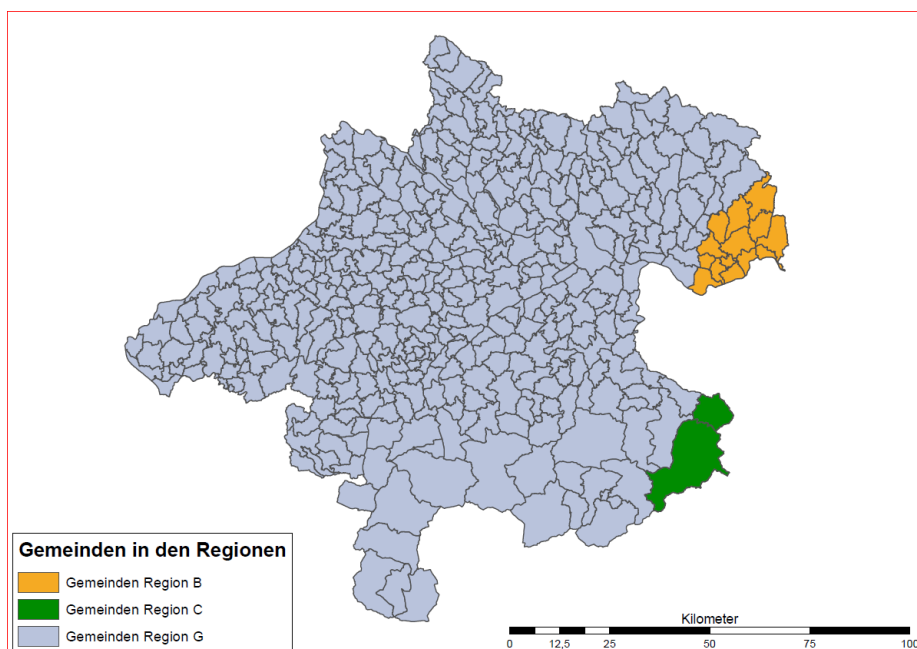 Gemeinden in den Regionen
Gemeinden Region B
Gemeinden Region C
Gemeinden Region G
Kilometer
0 12,5 25 50 75 100